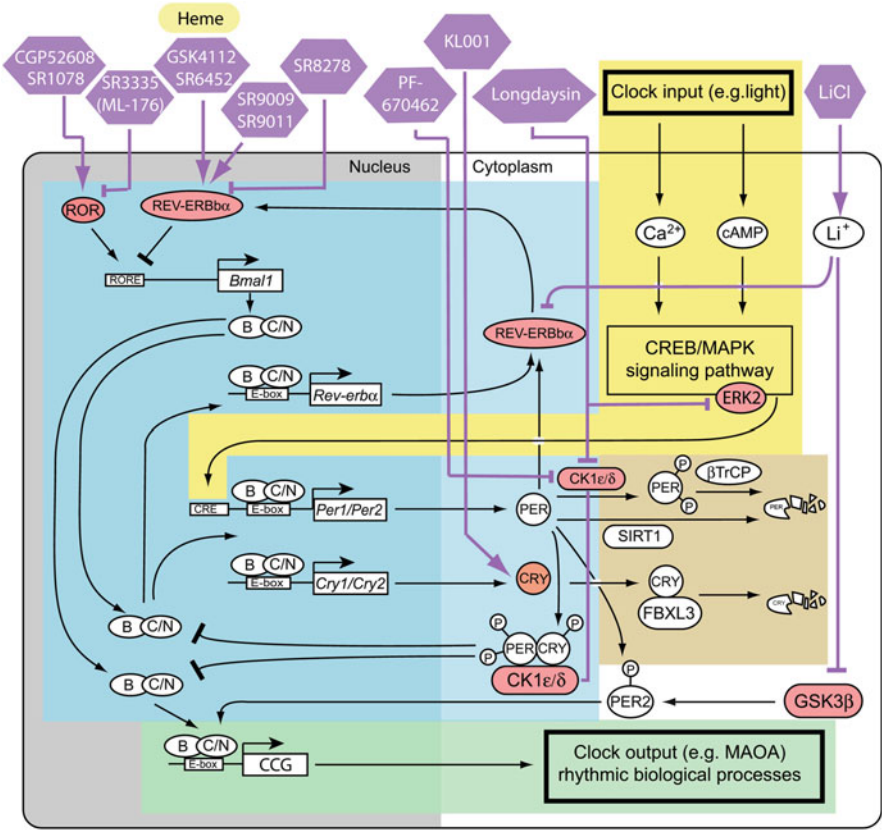 Heme
CGP52608
SR1078
SR3335
(ML-176)
GSK4112
SR6452
SR9009
SR9011
SR8278
PF-
670462
KL001
Longdaysin
Clock input (e.g.light)
LiCl
Nucleus
Cytoplasm
ROR
REV-ERBbα
Ca2+
cAMP
Li+
RORE
Bmal1
B
C/N
REV-ERBbα
CREB/MAPK
signaling pathway
ERK2
B
C/N
E-box
Rev-erbα
CK1ε/δ
P
PER
P
βTrCP
PER
CRE
B
C/N
E-box
Per1/Per2
PER
SIRT1
B
C/N
E-box
Cry1/Cry2
CRY
CRY
FBXL3
CRY
B
C/N
P
P
P
PER
CRY
CK1ε/δ
B
C/N
P
PER2
GSK3β
B
C/N
E-box
CCG
Clock output (e.g. MAOA)
rhythmic biological processes